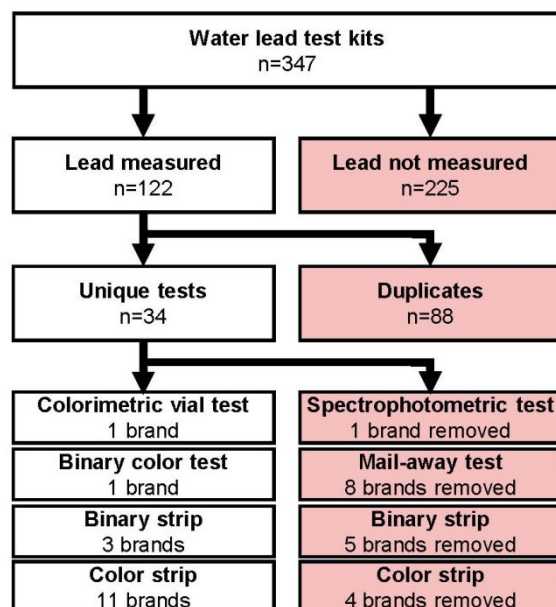 Water lead test kits
n=347
Lead measured
n=122
Lead not measured
n=225
Unique tests
n=34
Duplicates
n=88
Colorimetric vial test
1 brand
Spectrophotometric test
1 brand removed
Binary color test
1 brand
Mail-away test
8 brands removed
Binary strip
3 brands
Binary strip
5 brands removed
Color strip
11 brands
Color strip
4 brands removed